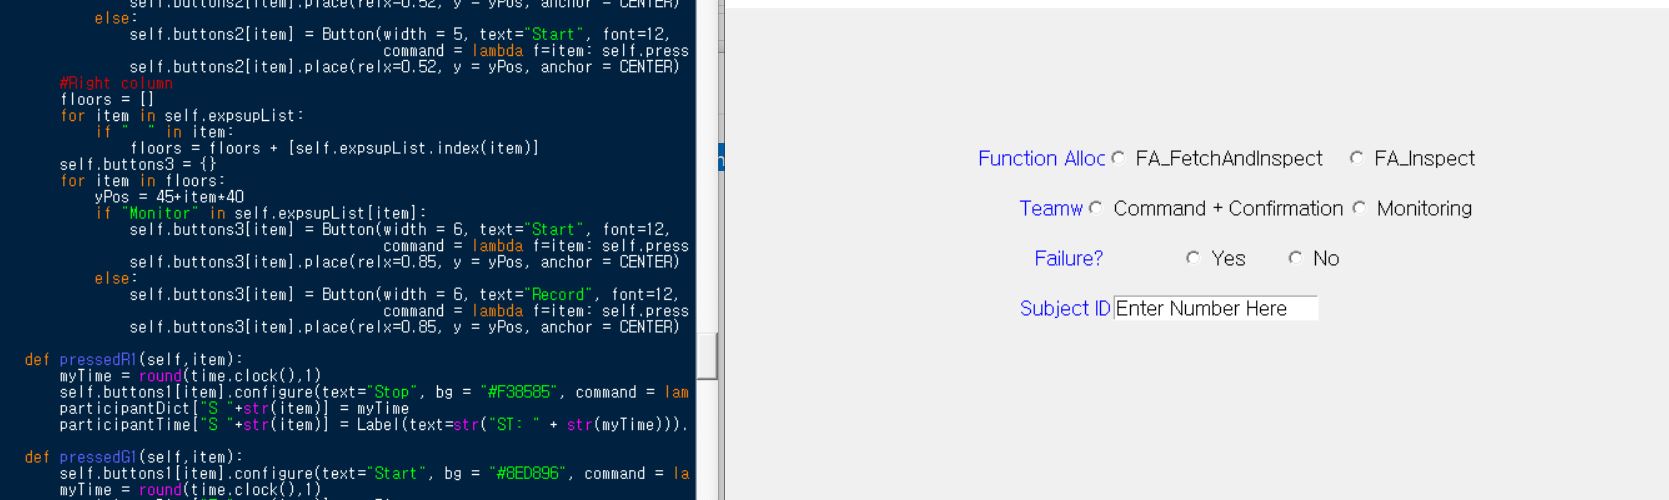 self.buttons2[item].place(relx=0.52, y = yPos, anchor = CENTER)
else:
self.buttons2[item] = Button(width = 5, text="Start", font=12,
command = lambda f=item: self.press
self.buttons2[item].place(relx=0.52, y = yPos, anchor = CENTER)
#Right column
floors = []
for item in self.expsupList:
if "  " in item:
floors = floors + [self.expsupList.index(item)]
self.buttons3 = {}
for item in floors:
yPos = 45+item*40
if "Monitor" in self.expsupList[item]:
self.buttons3[item] = Button(width = 6, text="Start", font=12,
command = lambda f=item: self.press
self.buttons3[item].place(relx=0.85, y = yPos, anchor = CENTER)
else:
self.buttons3[item] = Button(width = 6, text="Record", font=12,
command = lambda f=item: self.press
self.buttons3[item].place(relx=0.85, y = yPos, anchor = CENTER)
def pressedR1(self,item):
myTime = round(time.clock(),1)
self.buttons1[item].configure(text="Stop", bg = "#F38585", command = lam
participantDict["S "+str(item)] = myTime
participantTime["S "+str(item)] = Label(text=str("ST: " + str(myTime))).
def pressedG1(self,item):
self.buttons1[item].configure(text="Start", bg = "#8ED896", command = la
myTime = round(time.clock(),1)
Function Alloc FA_FetchAndInspect FA_Inspect
Teamw Command + Confirmation Monitoring
Failure? Yes No
Subject ID Enter Number Here